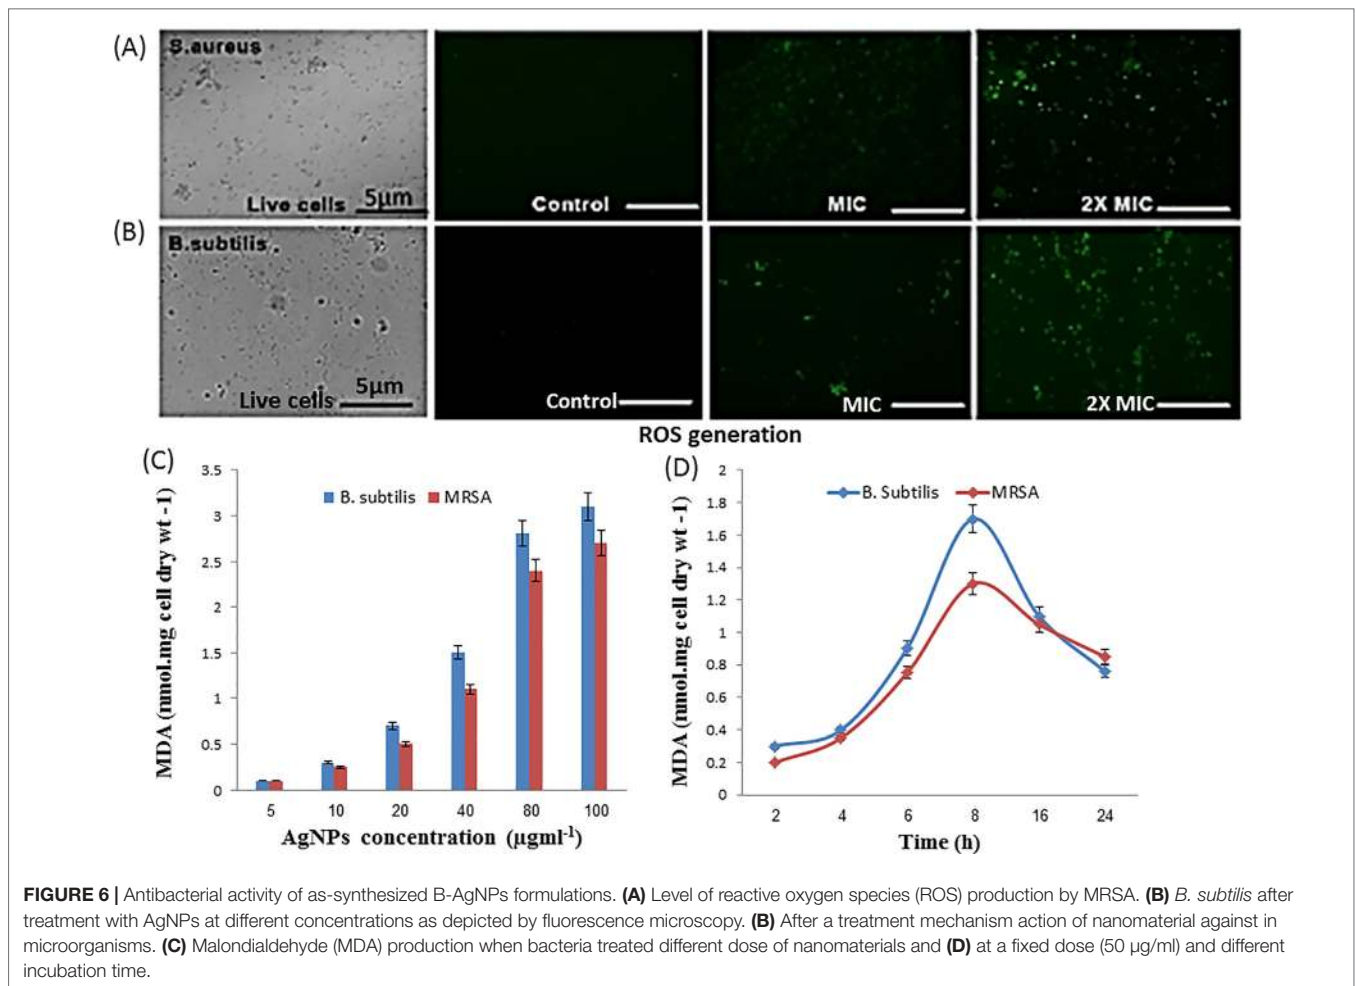 (A)
S.aureus
Live cells
5µm
Control
MIC
2X MIC
(B)
B.subtilis
Live cells
5µm
Control
MIC
2X MIC
ROS generation
(C)
3.5
3
2.5
2
1.5
1
0.5
0
MDA (nmol.mg cell dry wt -1)
B. subtilis
MRSA
5 10 20 40 80 100
AgNPs concentration (µgml-1)
(D)
2
1.8
1.6
1.4
1.2
1
0.8
0.6
0.4
0.2
0
MDA (nmol.mg cell dry wt -1)
B. Subtilis
MRSA
2 4 6 8 16 24
Time (h)
FIGURE 6 | Antibacterial activity of as-synthesized B-AgNPs formulations. (A) Level of reactive oxygen species (ROS) production by MRSA. (B) B. subtilis after
treatment with AgNPs at different concentrations as depicted by fluorescence microscopy. (B) After a treatment mechanism action of nanomaterial against in
microorganisms. (C) Malondialdehyde (MDA) production when bacteria treated different dose of nanomaterials and (D) at a fixed dose (50 µg/ml) and different
incubation time.